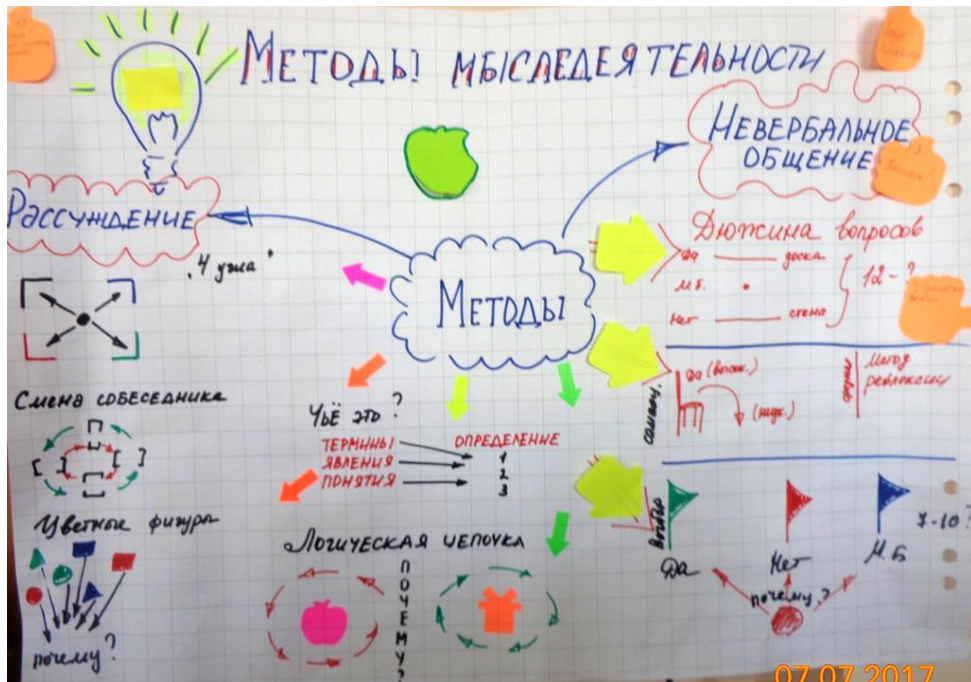 Методы мыследеятельности
Невербальное
общение
Рассуждение
Методы
"4 угла"
Дюжина вопросов
Да доска
М.б.
Нет стена
12 - ?
Смена собеседника
Чьё это?
Термины
Явления
Понятия
Определение
1
2
3
Да
Метод
рефлексии
Цветные фигуры
почему?
Логическая цепочка
ПОЧЕМУ?
Выбор
Да
Нет
М.Б
7-10?
почему?
07.07.2017